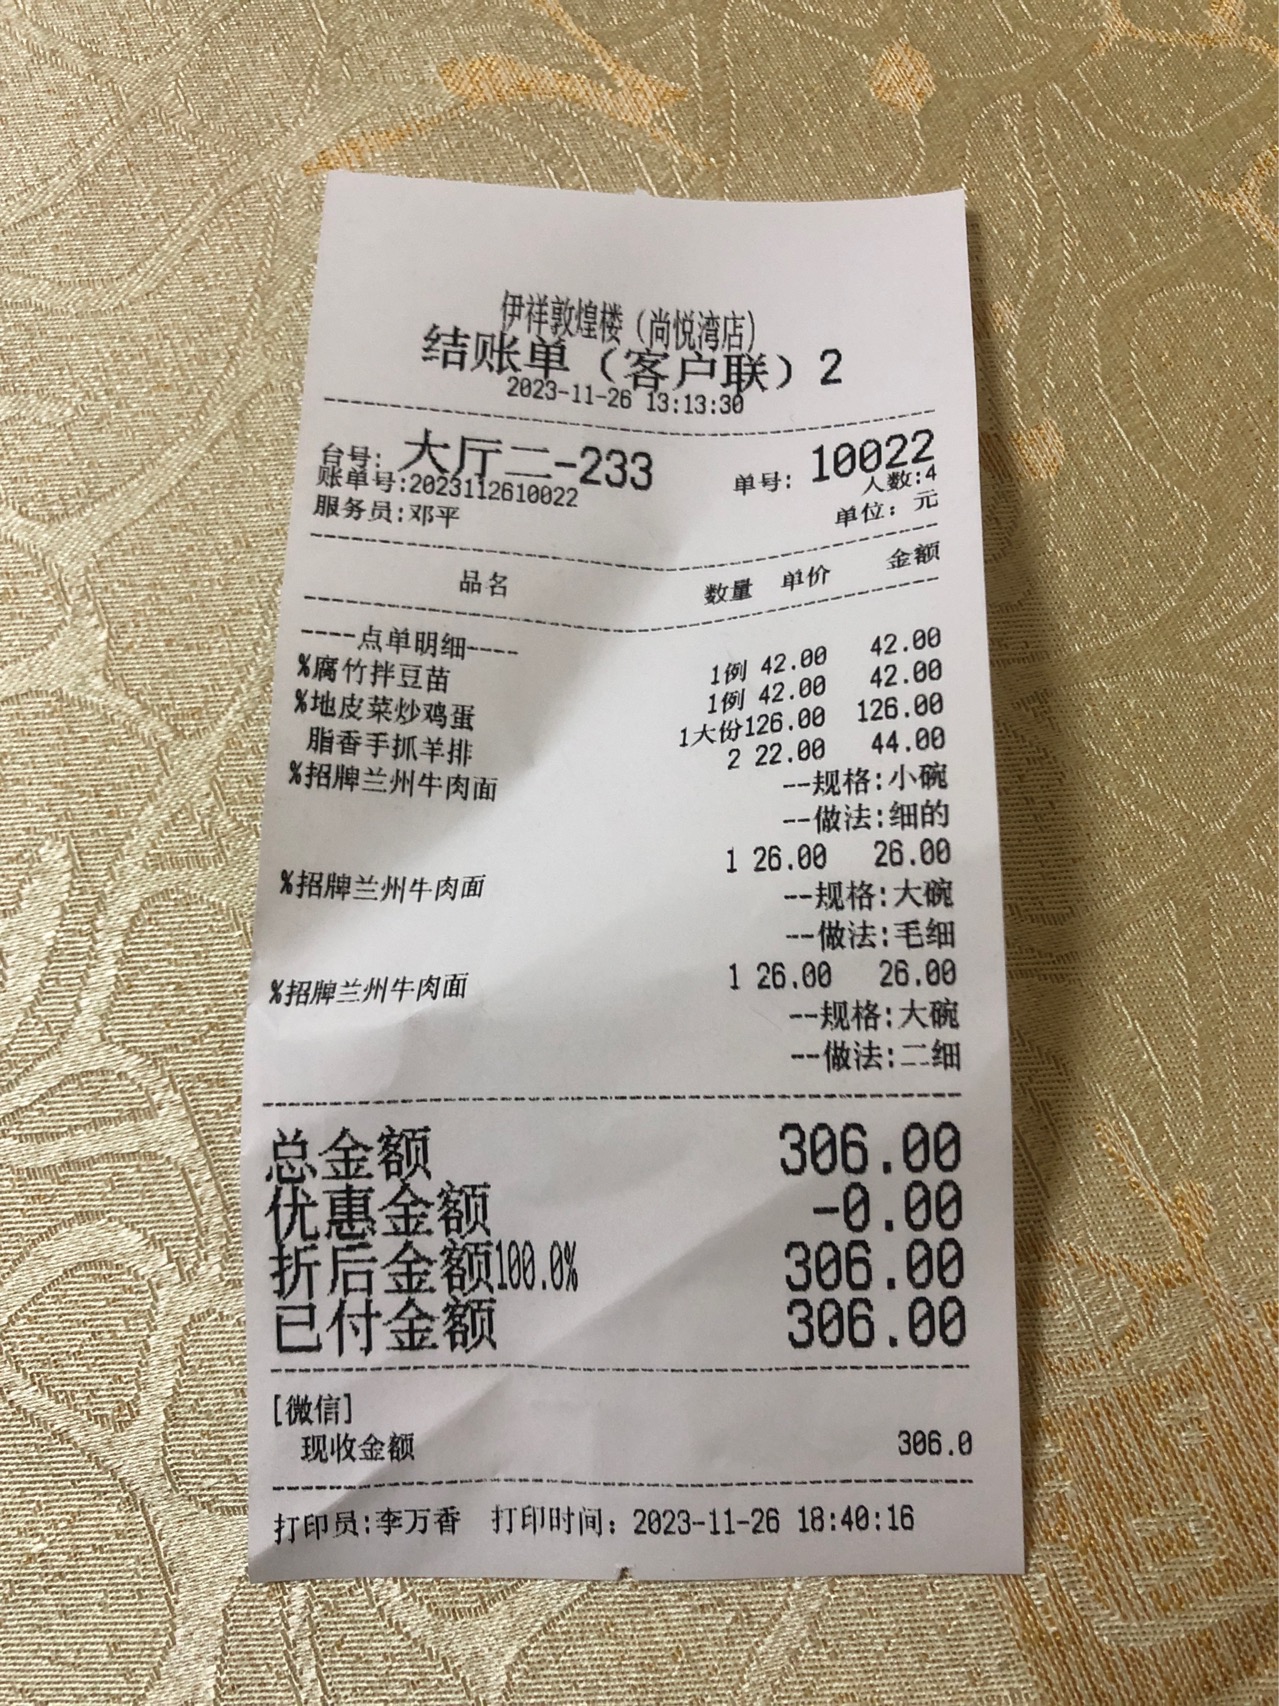 伊祥敦煌楼（尚悦湾店）
结账单（客户联）2
2023-11-26 13:13:30
台号: 大厅二-233 单号: 10022
账单号:2023112610022 人数:4
服务员:邓平 单位: 元
品名 数量 单价 金额
----点单明细----
%腐竹拌豆苗 1例 42.00 42.00
%地皮菜炒鸡蛋 1例 42.00 42.00
脂香手抓羊排 1大份126.00 126.00
%招牌兰州牛肉面 2 22.00 44.00
--规格:小碗
--做法:细的
%招牌兰州牛肉面 1 26.00 26.00
--规格:大碗
--做法:毛细
%招牌兰州牛肉面 1 26.00 26.00
--规格:大碗
--做法:二细
总金额 306.00
优惠金额 -0.00
折后金额100.0% 306.00
已付金额 306.00
[微信]
现收金额 306.0
打印员:李万香 打印时间: 2023-11-26 18:40:16